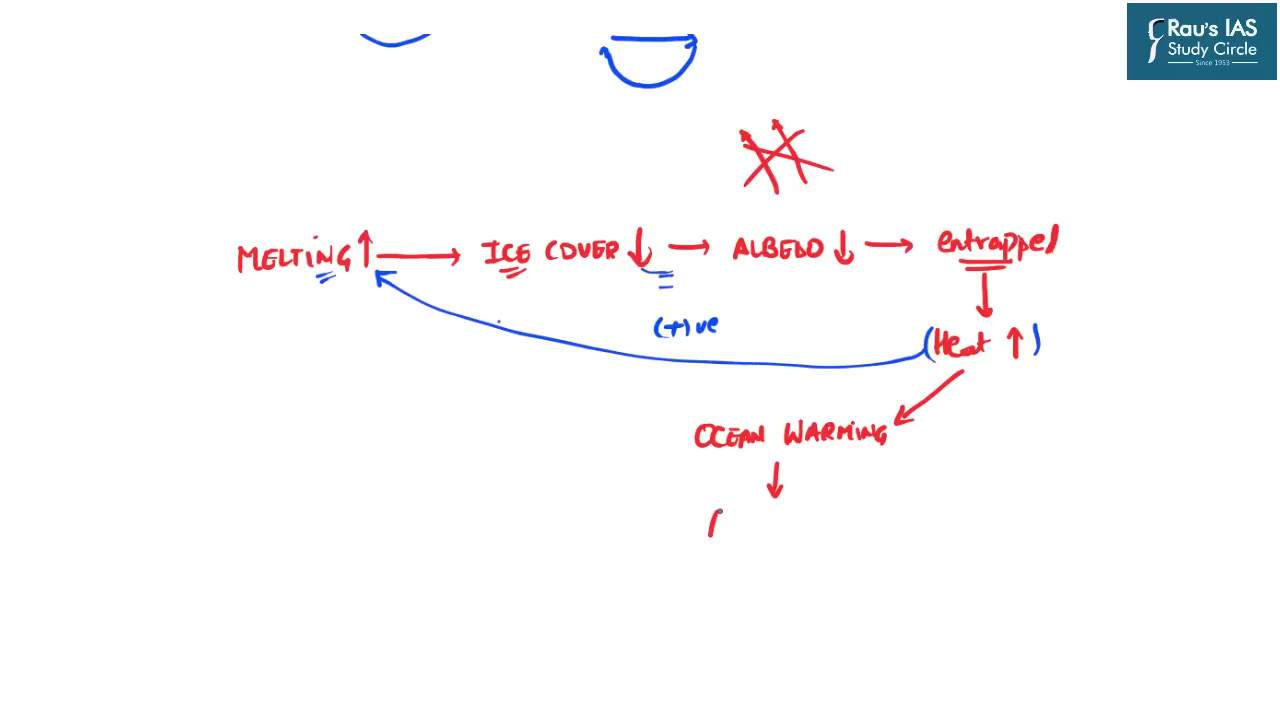 Rau's IAS
Study Circle
Since 1953
MELTING ↑ → ICE COVER ↓ → ALBEDO ↓ → entrapped
(+)ve
(Heat ↑)
OCEAN WARMING